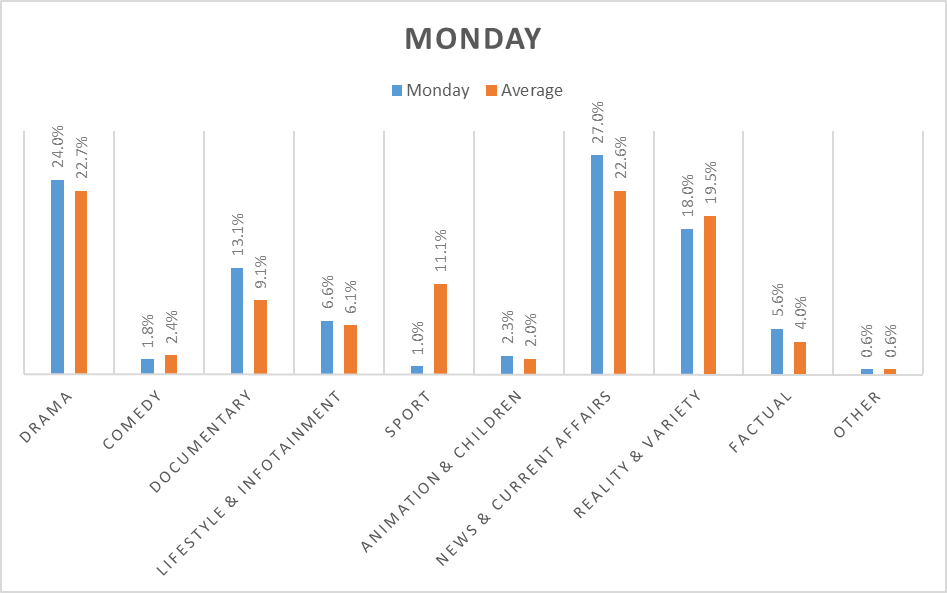 MONDAY
Monday Average
24.0% 22.7%
1.8% 2.4%
13.1% 9.1%
6.6% 6.1%
1.0% 11.1%
2.3% 2.0%
27.0% 22.6%
18.0% 19.5%
5.6% 4.0%
0.6% 0.6%
DRAMA
COMEDY
DOCUMENTARY
LIFESTYLE & INFOTAINMENT
SPORT
ANIMATION & CHILDREN
NEWS & CURRENT AFFAIRS
REALITY & VARIETY
FACTUAL
OTHER